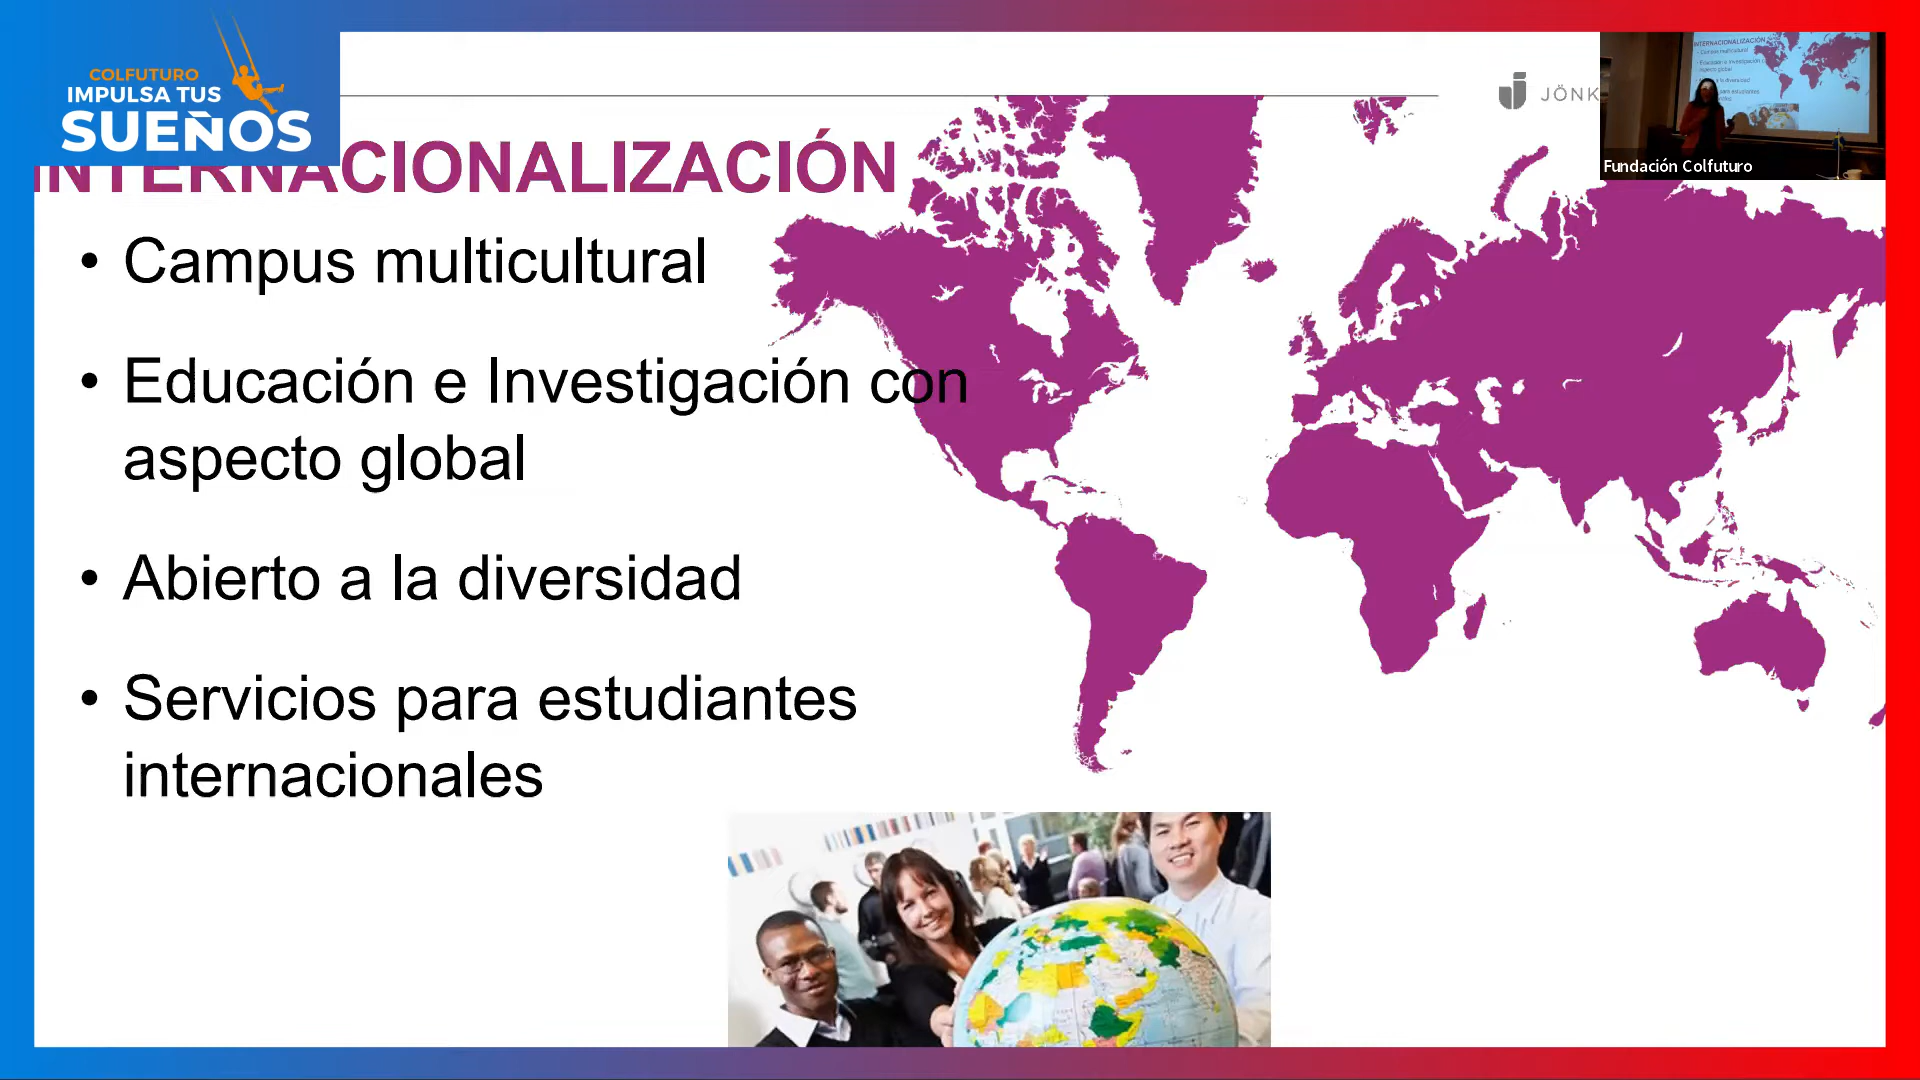 COLFUTURO
IMPULSA TUS
SUEÑOS
JÖNK
Fundación Colfuturo
INTERNACIONALIZACIÓN
• Campus multicultural
• Educación e Investigación con
aspecto global
• Abierto a la diversidad
• Servicios para estudiantes
internacionales